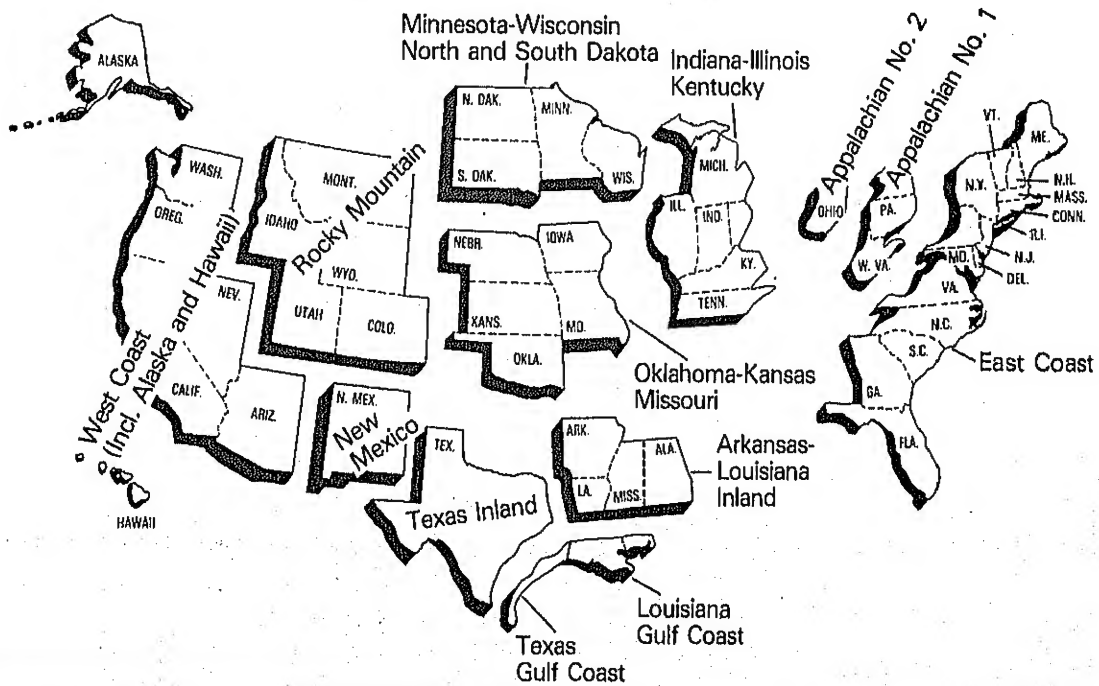 Minnesota-Wisconsin
North and South Dakota
Indiana-Illinois
Kentucky
Appalachian No. 2
Appalachian No. 1
ALASKA
WASH.
OREG.
NEV.
CALIF.
ARIZ.
West Coast
(Incl. Alaska and Hawaii)
HAWAII
MONT.
IDAHO
WYO.
UTAH
COLO.
Rocky Mountain
N. MEX.
New
Mexico
N. DAK.
MINN.
S. DAK.
WIS.
NEBR.
IOWA
KANS.
MO.
OKLA.
Oklahoma-Kansas
Missouri
MICH.
ILL.
IND.
KY.
TENN.
OHIO
PA.
W. VA.
VT.
ME.
N.Y.
N.H.
MASS.
CONN.
R.I.
N.J.
DEL.
MD.
VA.
N.C.
S.C.
GA.
FLA.
East Coast
TEX.
Texas Inland
ARK.
LA.
MISS.
ALA.
Arkansas-
Louisiana
Inland
Louisiana
Gulf Coast
Texas
Gulf Coast